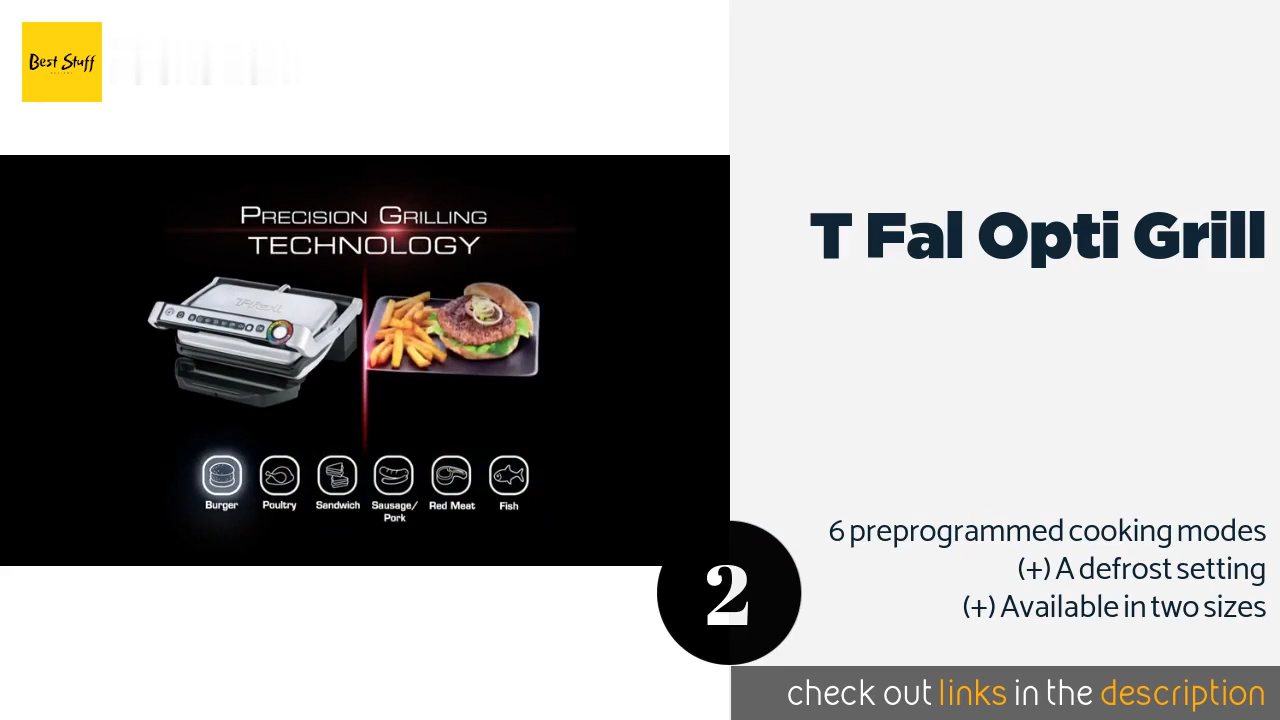 Best Stuff
T Fal Opti Grill
PRECISION GRILLING
TECHNOLOGY
T-fal
Burger
Poultry
Sandwich
Sausage/
Pork
Red Meat
Fish
2
6 preprogrammed cooking modes
(+) A defrost setting
(+) Available in two sizes
check out links in the description